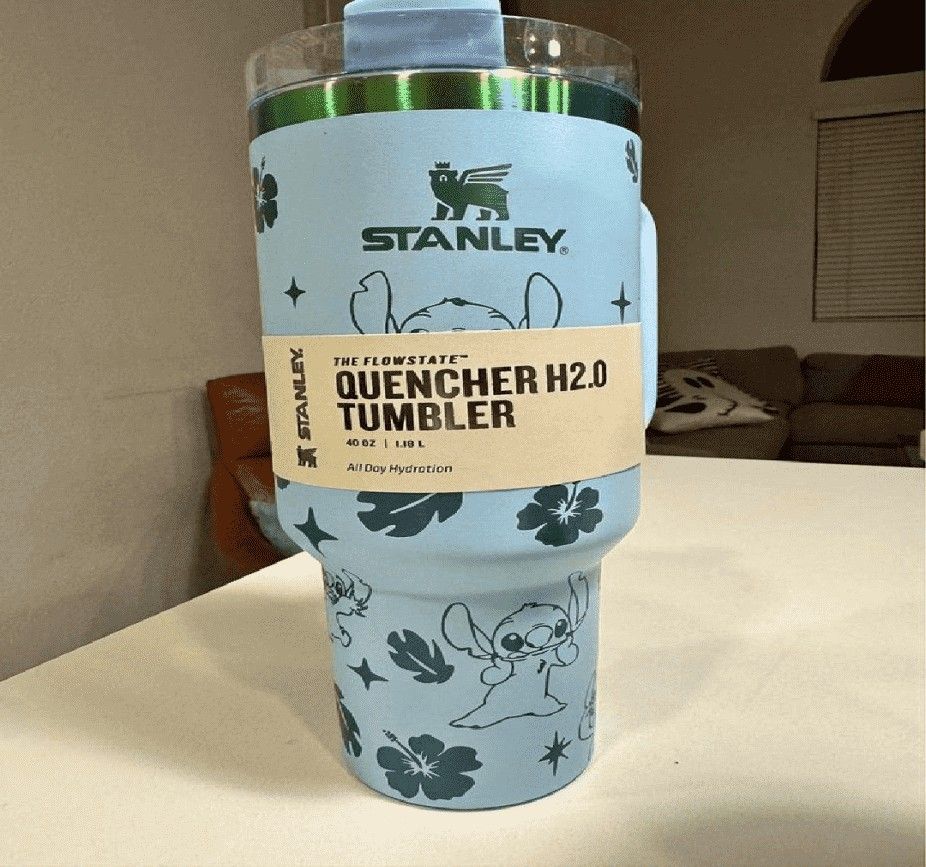 STANLEY®
STANLEY.
THE FLOWSTATE™
QUENCHER H2.0
TUMBLER
40 OZ | 1.18 L
All Day Hydration